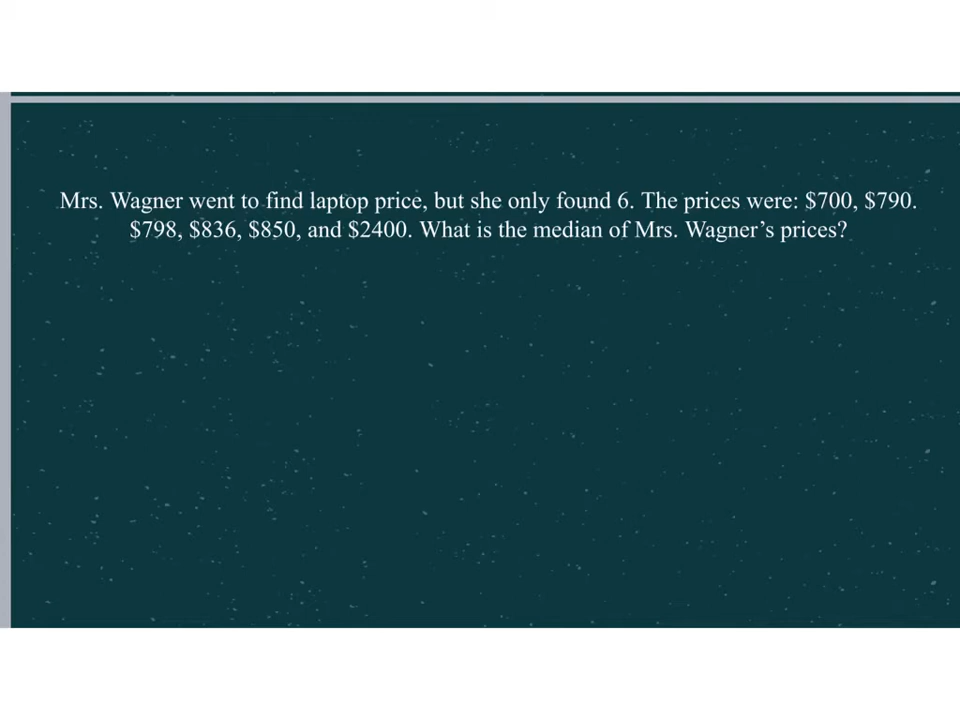 Mrs. Wagner went to find laptop price, but she only found 6. The prices were: $700, $790.
$798, $836, $850, and $2400. What is the median of Mrs. Wagner’s prices?